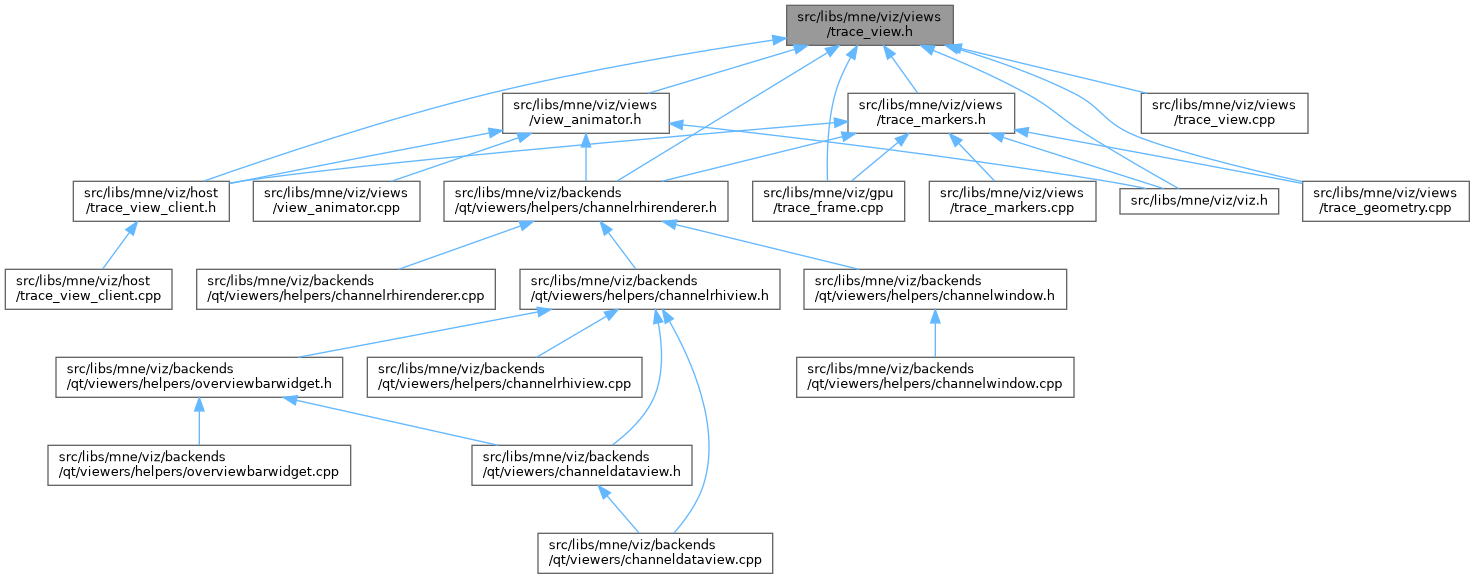 src/libs/mne/viz/views
/trace_view.h
src/libs/mne/viz/views
/view_animator.h
src/libs/mne/viz/views
/trace_markers.h
src/libs/mne/viz/views
/trace_view.cpp
src/libs/mne/viz/host
/trace_view_client.h
src/libs/mne/viz/views
/view_animator.cpp
src/libs/mne/viz/backends
/qt/viewers/helpers/channelrhirenderer.h
src/libs/mne/viz/gpu
/trace_frame.cpp
src/libs/mne/viz/views
/trace_markers.cpp
src/libs/mne/viz/viz.h
src/libs/mne/viz/views
/trace_geometry.cpp
src/libs/mne/viz/host
/trace_view_client.cpp
src/libs/mne/viz/backends
/qt/viewers/helpers/channelrhirenderer.cpp
src/libs/mne/viz/backends
/qt/viewers/helpers/channelrhiview.h
src/libs/mne/viz/backends
/qt/viewers/helpers/channelwindow.h
src/libs/mne/viz/backends
/qt/viewers/helpers/overviewbarwidget.h
src/libs/mne/viz/backends
/qt/viewers/helpers/channelrhiview.cpp
src/libs/mne/viz/backends
/qt/viewers/helpers/channelwindow.cpp
src/libs/mne/viz/backends
/qt/viewers/helpers/overviewbarwidget.cpp
src/libs/mne/viz/backends
/qt/viewers/channeldataview.h
src/libs/mne/viz/backends
/qt/viewers/channeldataview.cpp